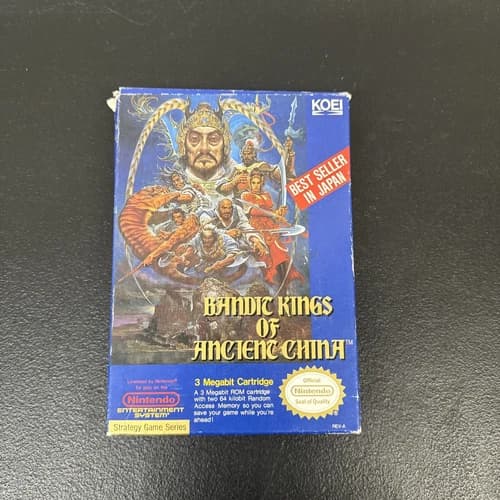 KOEI
BEST SELLER
IN JAPAN
BANDIT KINGS
OF
ANCIENT CHINA™
Licensed by Nintendo®
for play on the
Nintendo
ENTERTAINMENT
SYSTEM®
Strategy Game Series
3 Megabit Cartridge
A 3 Megabit ROM cartridge
with two 64 kilobit Random
Access Memory so you can
save your game while you're
ahead!
Official
Nintendo
Seal of Quality
REV-A